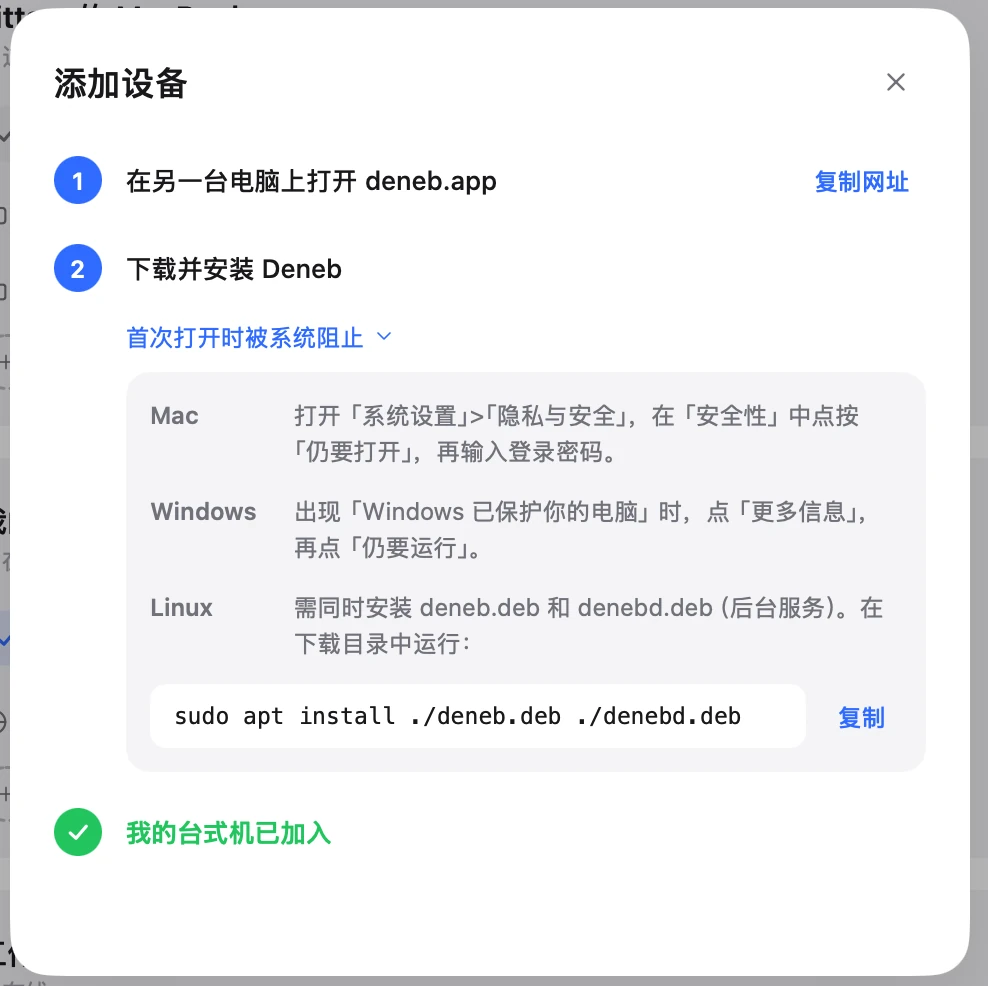 添加设备
1 在另一台电脑上打开 deneb.app 复制网址
2 下载并安装 Deneb
首次打开时被系统阻止
Mac 打开「系统设置」>「隐私与安全」，在「安全性」中点按
「仍要打开」，再输入登录密码。
Windows 出现「Windows 已保护你的电脑」时，点「更多信息」，
再点「仍要运行」。
Linux 需同时安装 deneb.deb 和 denebd.deb (后台服务)。在
下载目录中运行：
sudo apt install ./deneb.deb ./denebd.deb 复制
我的台式机已加入